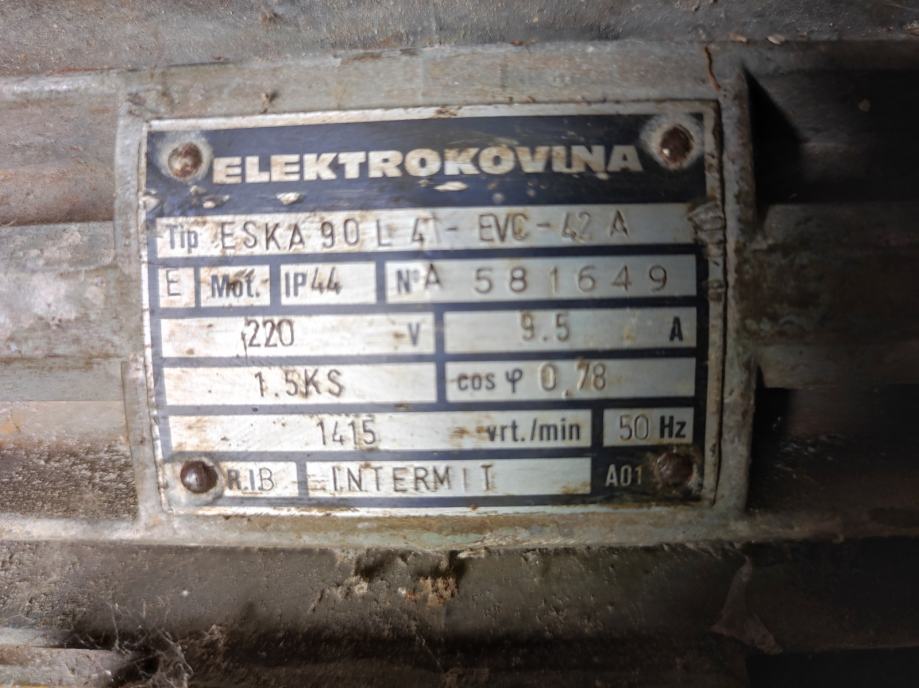 ELEKTROKOVINA
Tip ESKA 90 L 4T - EVC - 42 A
E Mot. IP44 NºA 581649
220 V 9.5 A
1.5KS cos φ 0.78
1415 vrt./min 50 Hz
R.IB INTERMIT A01